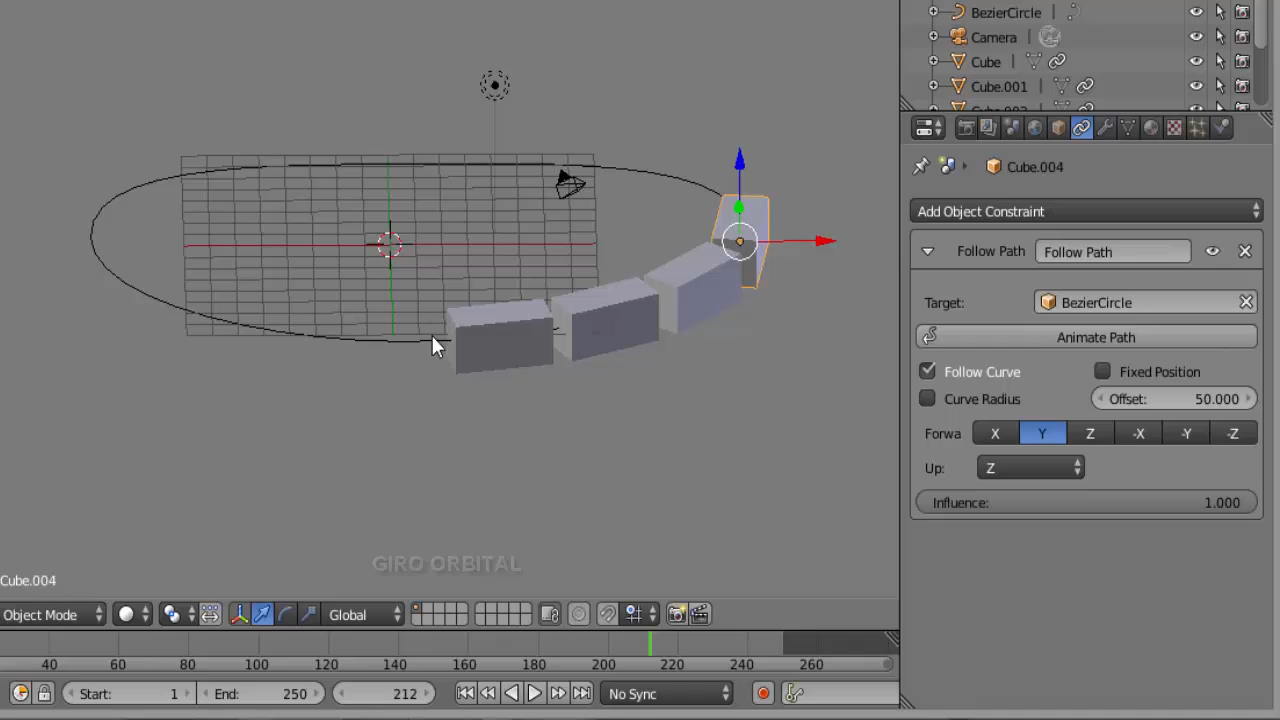 BezierCircle
Camera
Cube
Cube.001
Cube.004
Add Object Constraint
Follow Path
Follow Path
Target:
BezierCircle
Animate Path
Follow Curve
Fixed Position
Curve Radius
Offset: 50.000
Forwa X Y Z -X -Y -Z
Up: Z
Influence: 1.000
GIRO ORBITAL
Cube.004
Object Mode
Global
40 60 80 100 120 140 160 180 200 220 240 260
Start: 1
End: 250
212
No Sync